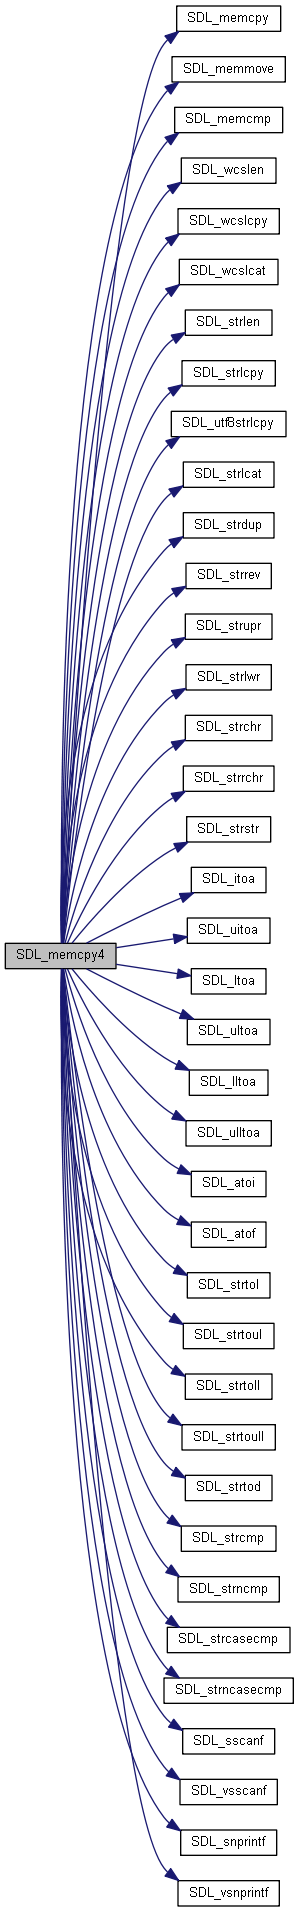 SDL_memcpy
SDL_memmove
SDL_memcmp
SDL_wcslen
SDL_wcslcpy
SDL_wcslcat
SDL_strlen
SDL_strlcpy
SDL_utf8strlcpy
SDL_strlcat
SDL_strdup
SDL_strrev
SDL_strupr
SDL_strlwr
SDL_strchr
SDL_strrchr
SDL_strstr
SDL_itoa
SDL_uitoa
SDL_memcpy4
SDL_ltoa
SDL_ultoa
SDL_lltoa
SDL_ulltoa
SDL_atoi
SDL_atof
SDL_strtol
SDL_strtoul
SDL_strtoll
SDL_strtoull
SDL_strtod
SDL_strcmp
SDL_strncmp
SDL_strcasecmp
SDL_strncasecmp
SDL_sscanf
SDL_vsscanf
SDL_snprintf
SDL_vsnprintf